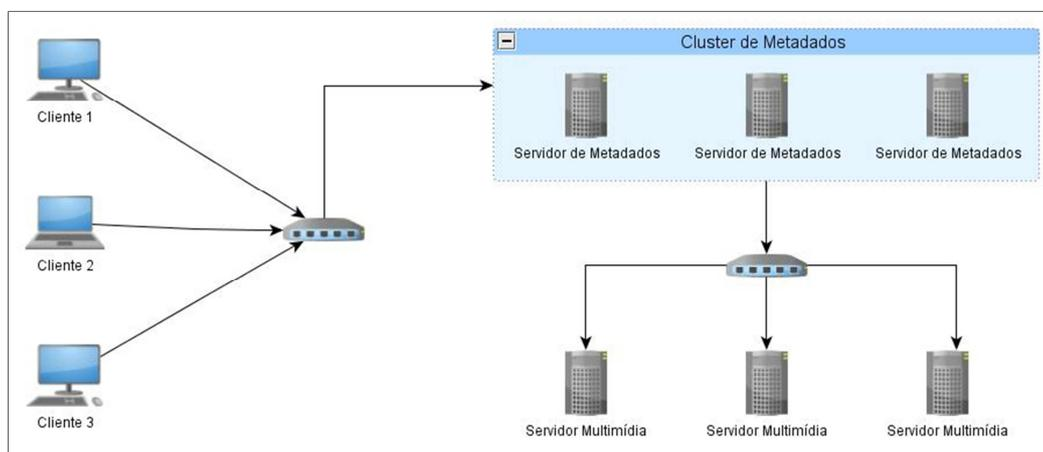 Cluster de Metadados
Cliente 1
Servidor de Metadados
Servidor de Metadados
Servidor de Metadados
Cliente 2
Cliente 3
Servidor Multimídia
Servidor Multimídia
Servidor Multimídia